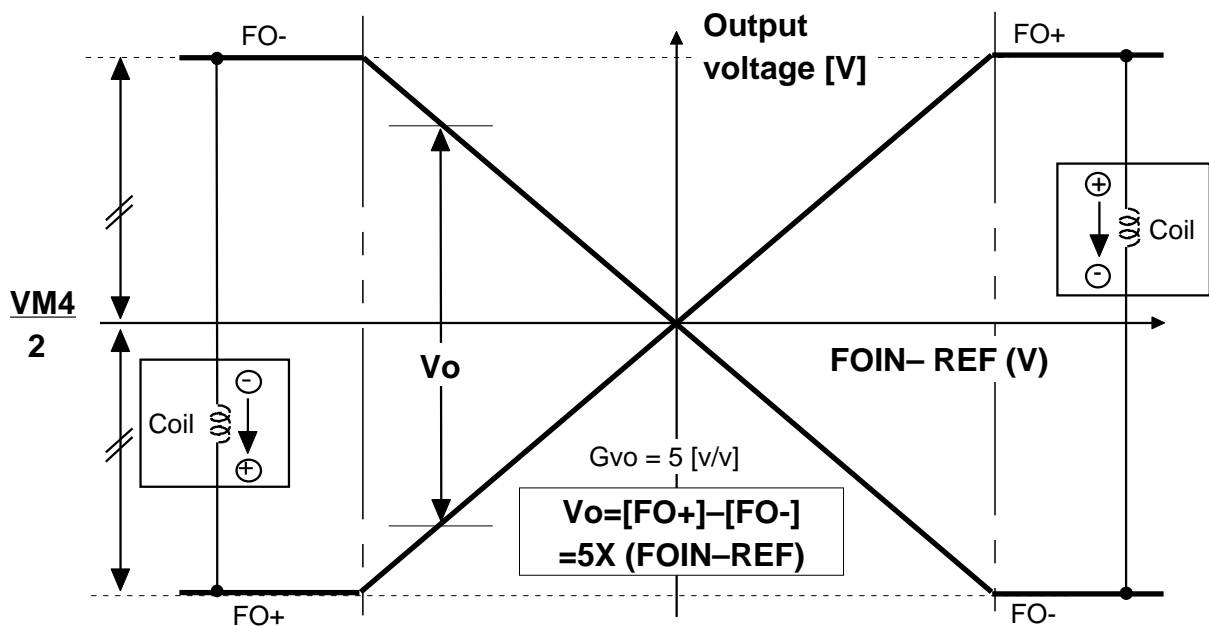 FO-
Output
voltage [V]
FO+
+
-
Coil
VM4
2
Vo
FOIN– REF (V)
Coil
-
+
Gvo = 5 [v/v]
Vo=[FO+]–[FO-]
=5X (FOIN–REF)
FO+
FO-